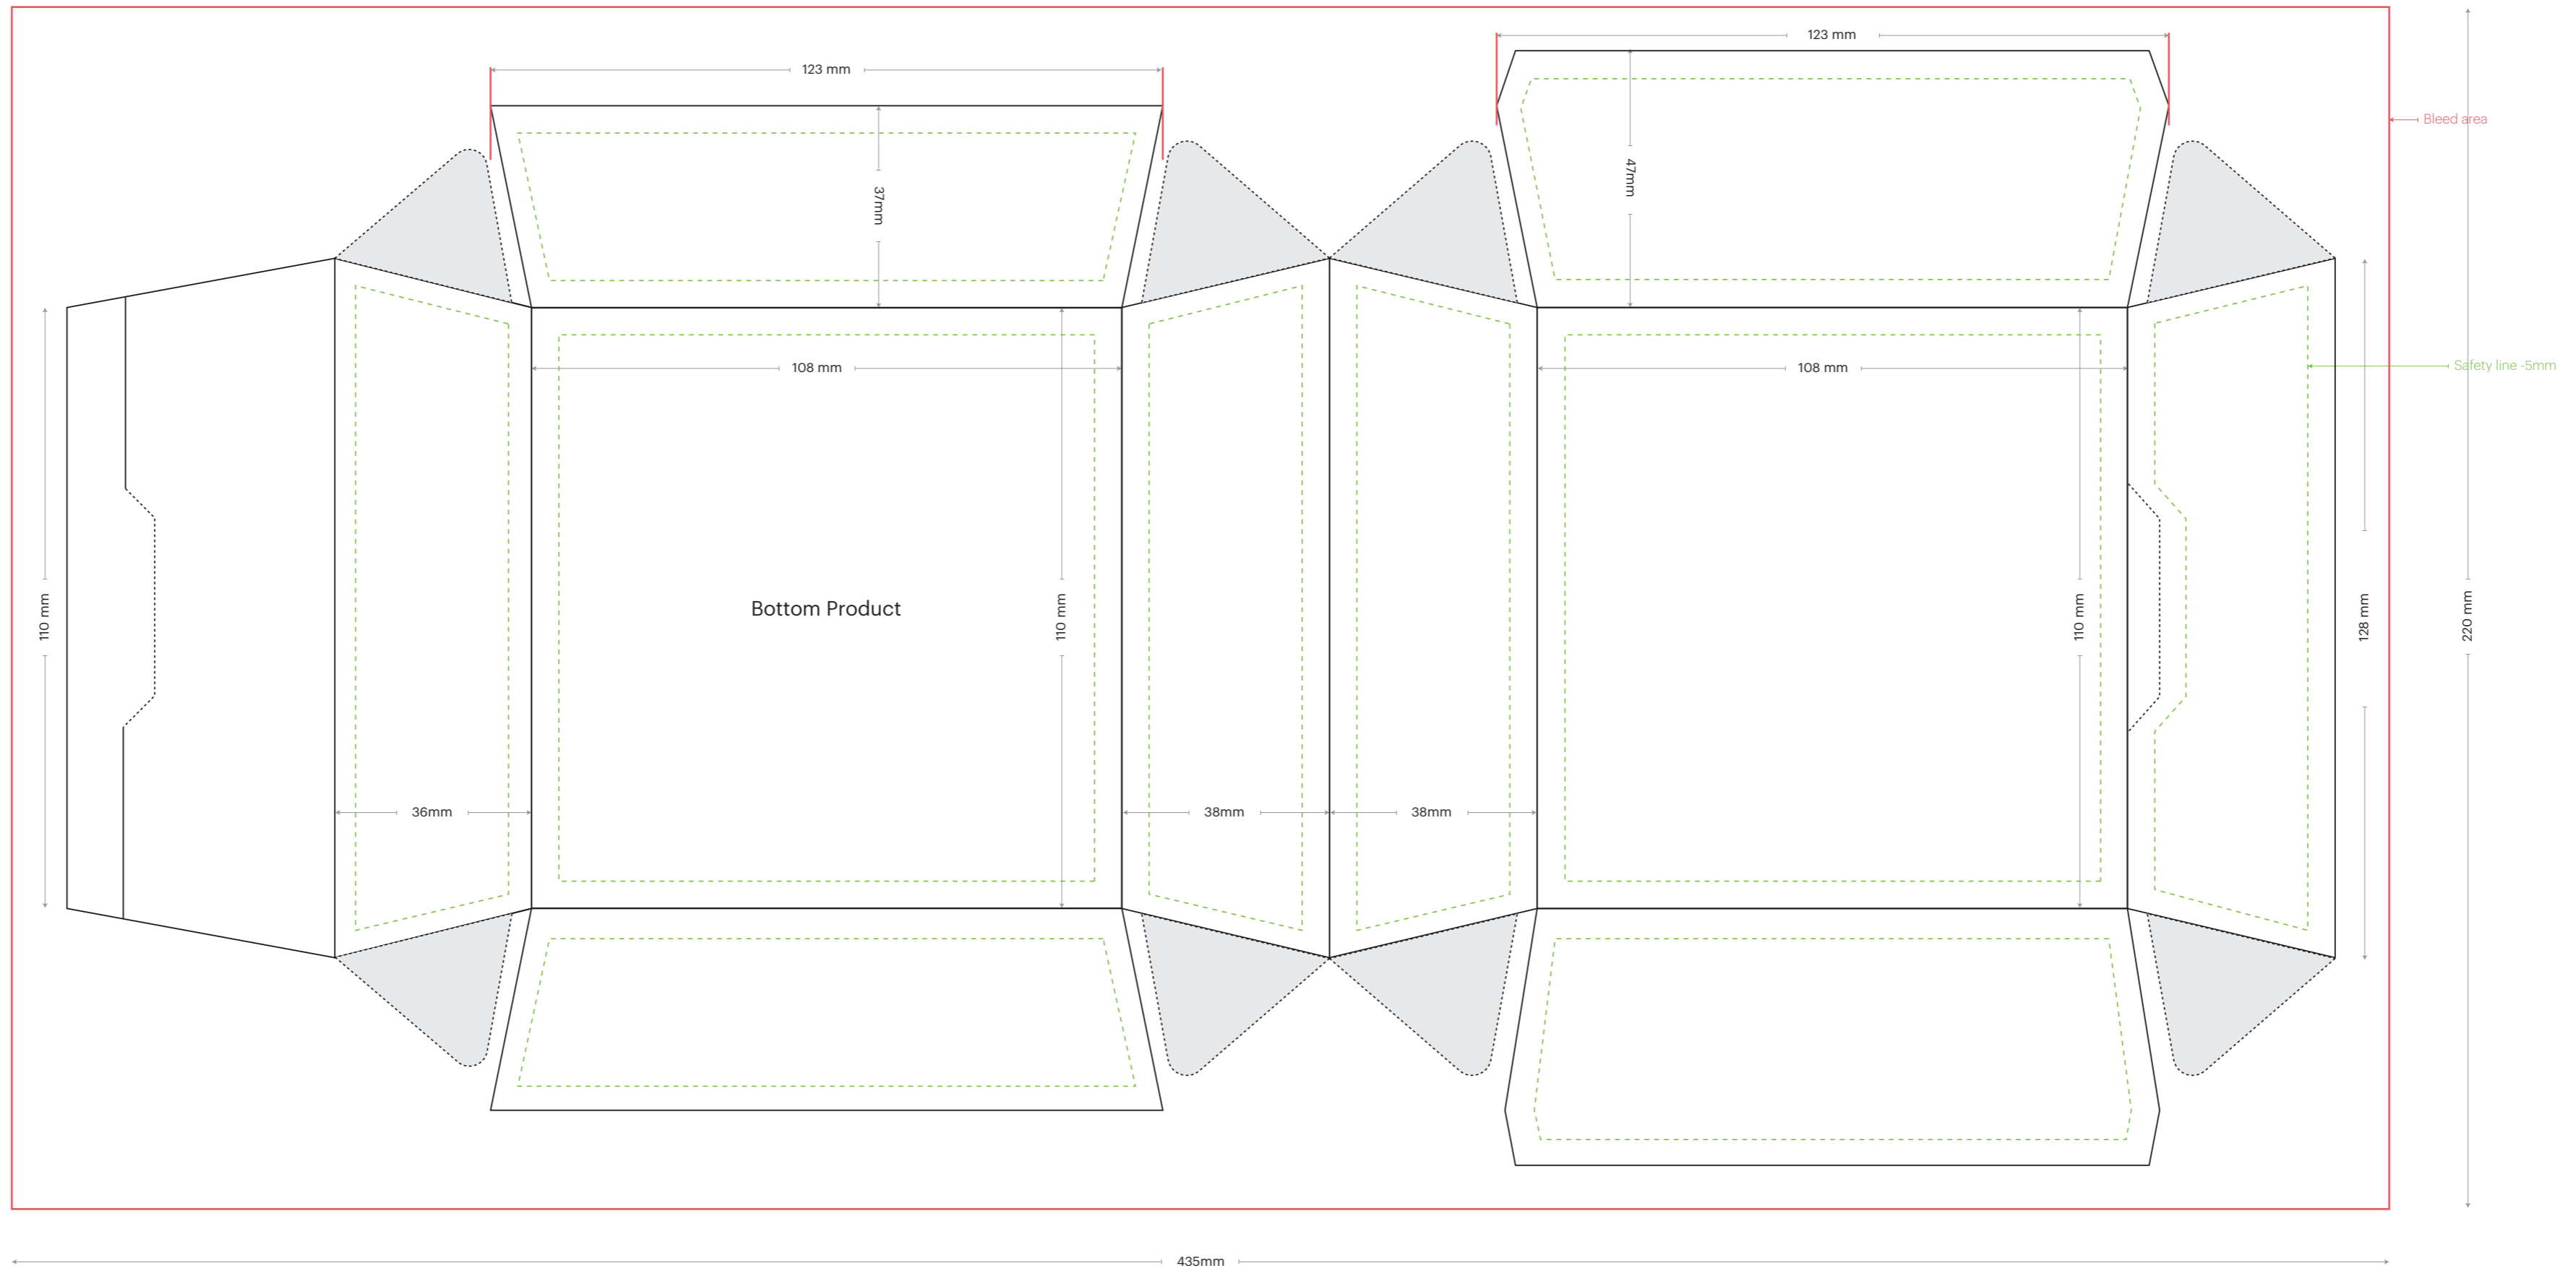 123 mm
123 mm
Bleed area
47mm
37mm
108 mm
108 mm
Safety line -5mm
Bottom Product
110 mm
110 mm
110 mm
128 mm
220 mm
36mm
38mm
38mm
435mm